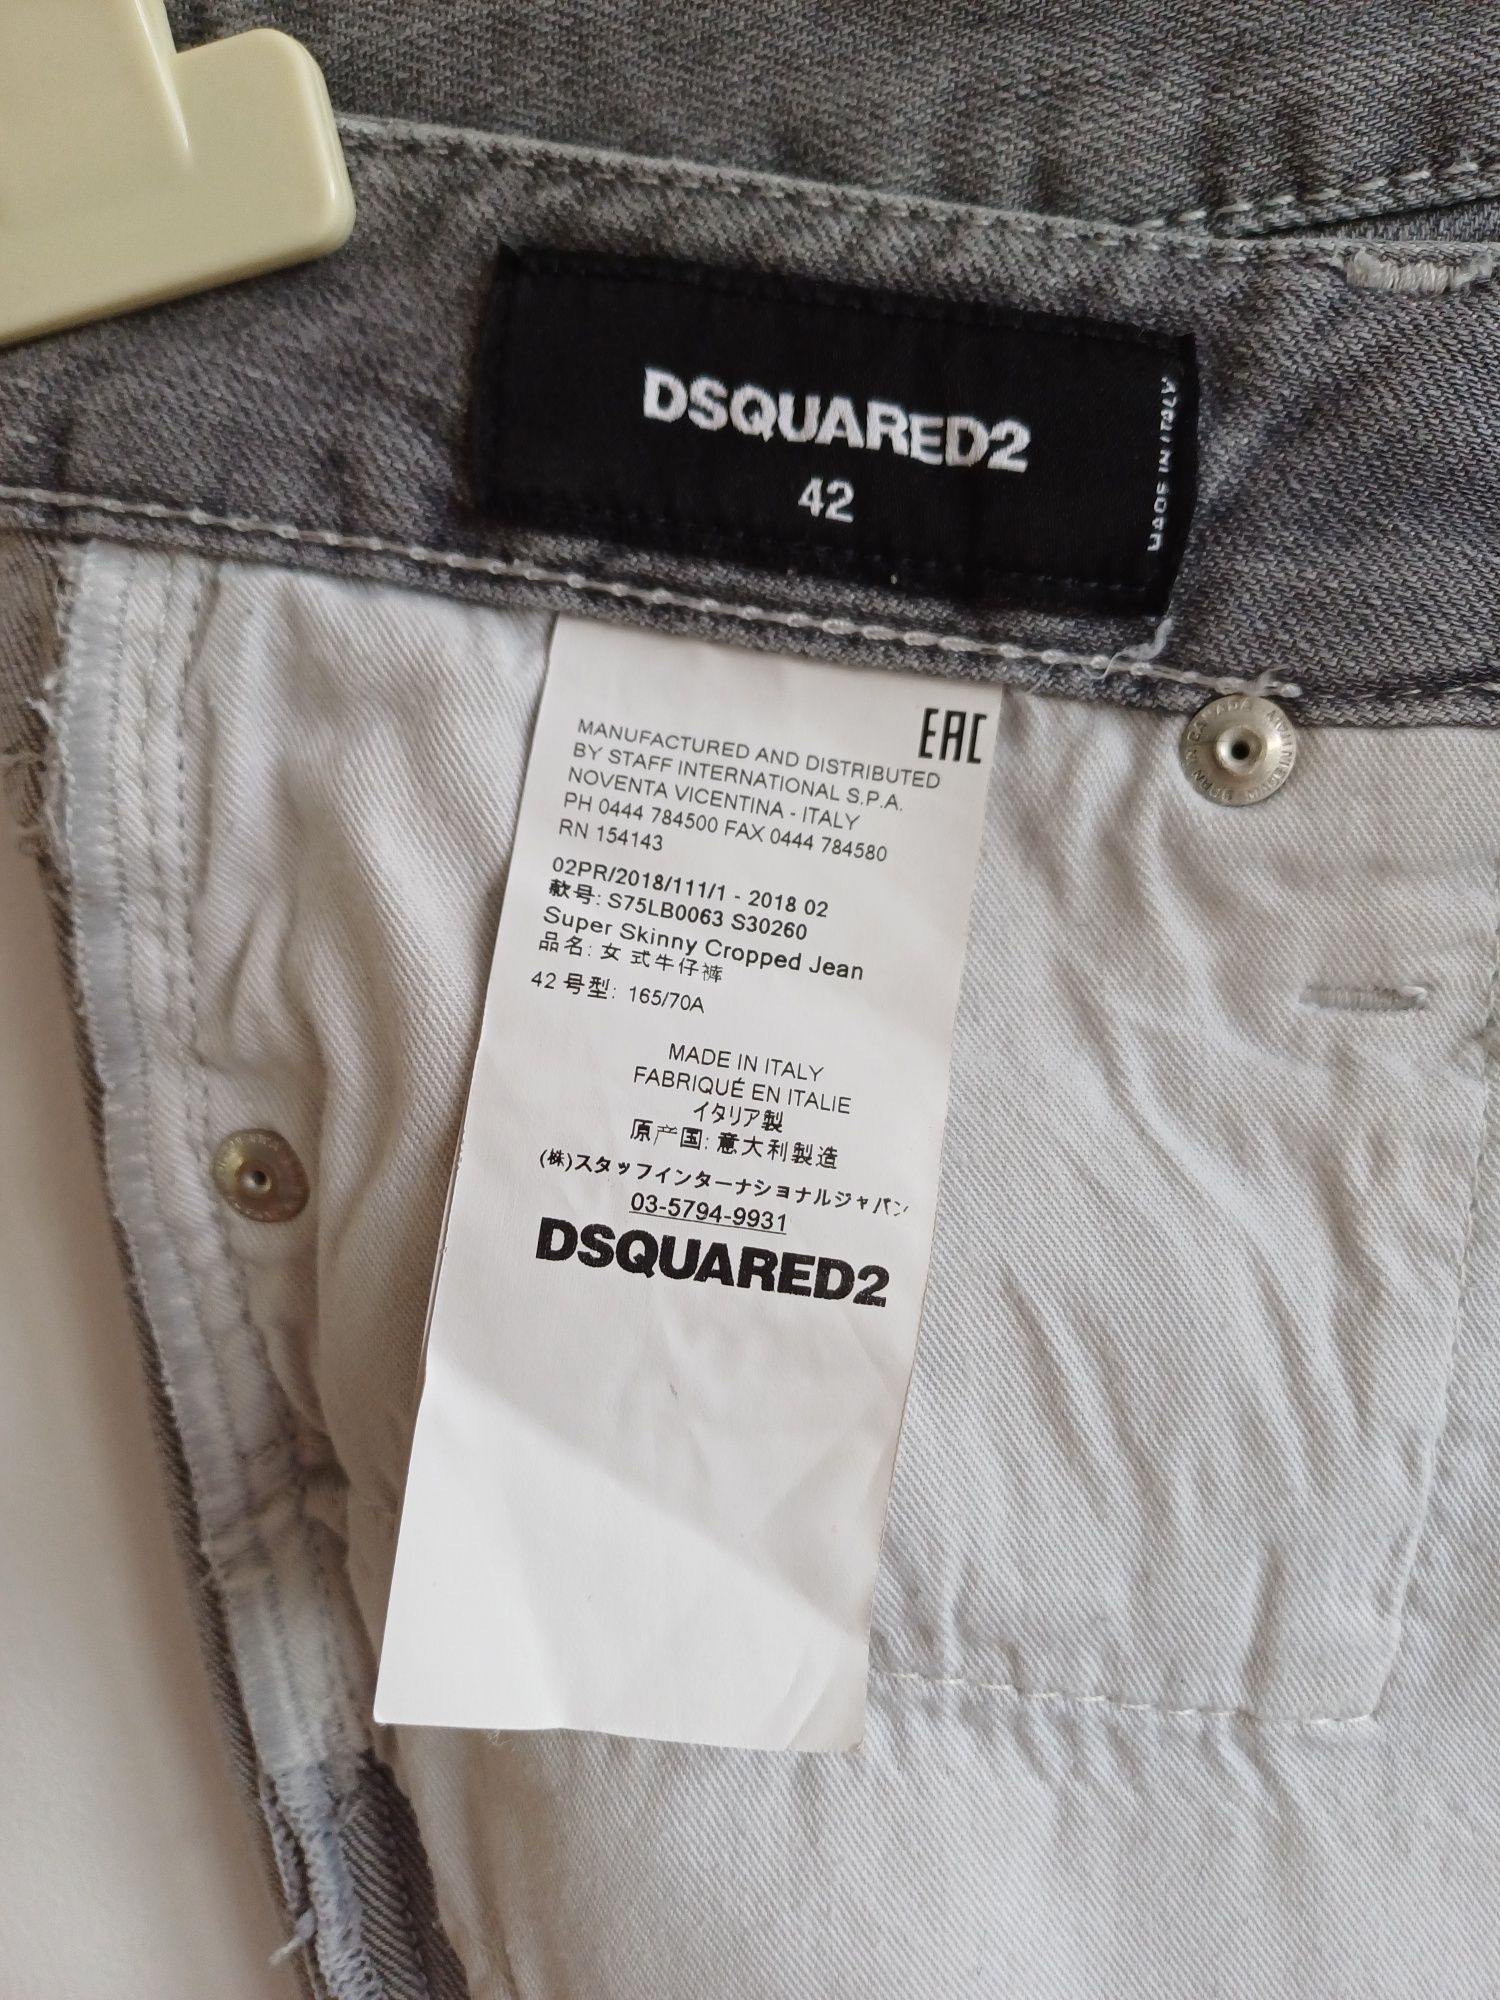 DSQUARED2
42
MADE IN ITALY
EAC
MANUFACTURED AND DISTRIBUTED
BY STAFF INTERNATIONAL S.P.A.
NOVENTA VICENTINA - ITALY
PH 0444 784500 FAX 0444 784580
RN 154143
02PR/2018/111/1 - 2018 02
款号: S75LB0063 S30260
Super Skinny Cropped Jean
品名: 女 式牛仔裤
42 号型: 165/70A
MADE IN ITALY
FABRIQUÉ EN ITALIE
イタリア製
原产国: 意大利製造
(株)スタッフインターナショナルジャパン
03-5794-9931
DSQUARED2
BORN IN CANADA